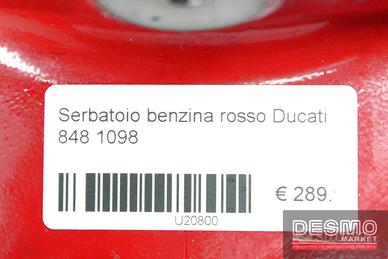 Serbatoio benzina rosso Ducati
848 1098
€ 289.
U20800
DESMO
MARKET